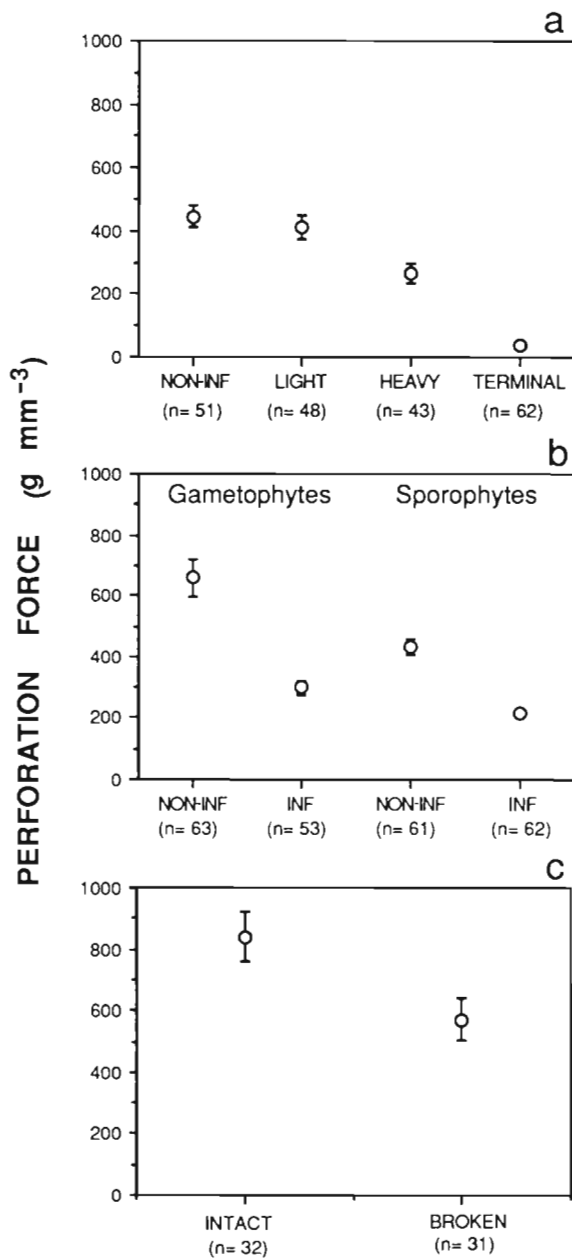 a
1000
800
600
400
200
0
NON-INF LIGHT HEAVY TERMINAL
(n= 51) (n= 48) (n= 43) (n= 62)
PERFORATION FORCE (g mm⁻³)
b
1000
Gametophytes Sporophytes
800
600
400
200
0
NON-INF INF NON-INF INF
(n= 63) (n= 53) (n= 61) (n= 62)
c
1000
800
600
400
200
0
INTACT BROKEN
(n= 32) (n= 31)